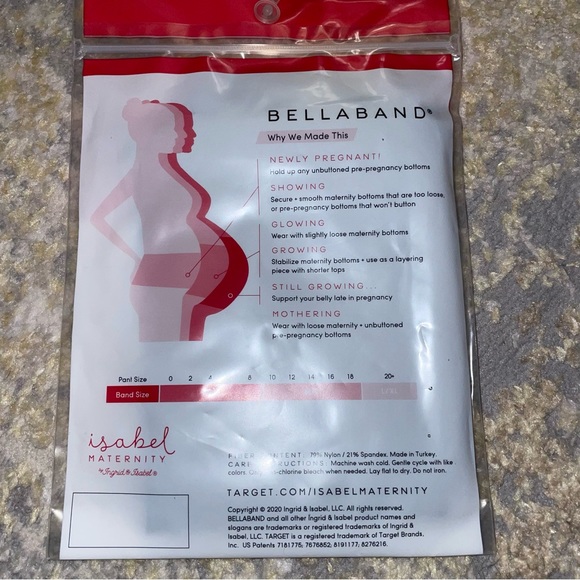 BELLABAND®
Why We Made This
NEWLY PREGNANT!
Hold up any unbuttoned pre-pregnancy bottoms
SHOWING
Secure + smooth maternity bottoms that are too loose,
or pre-pregnancy bottoms that won't button
GLOWING
Wear with slightly loose maternity bottoms
GROWING
Stabilize maternity bottoms + use as a layering
piece with shorter tops
STILL GROWING...
Support your belly late in pregnancy
MOTHERING
Wear with loose maternity + unbuttoned
pre-pregnancy bottoms
Pant Size 0 2 8 10 12 14 16 18 20+
Band Size
isabel
MATERNITY
by Ingrid & Isabel®
FIBER CONTENT: 79% Nylon / 21% Spandex. Made in Turkey.
CARE INSTRUCTIONS: Machine wash cold. Gentle cycle with like
colors. non-chlorine bleach when needed. Lay flat to dry. Do not iron.
TARGET.COM/ISABELMATERNITY
Copyright © 2020 Ingrid & Isabel, LLC. All rights reserved.
BELLABAND and all other Ingrid & Isabel product names and
slogans are trademarks or registered trademarks of Ingrid &
Isabel, LLC. TARGET is a registered trademark of Target Brands,
Inc. US Patents 7181775; 7676852; 8191177; 8276216.